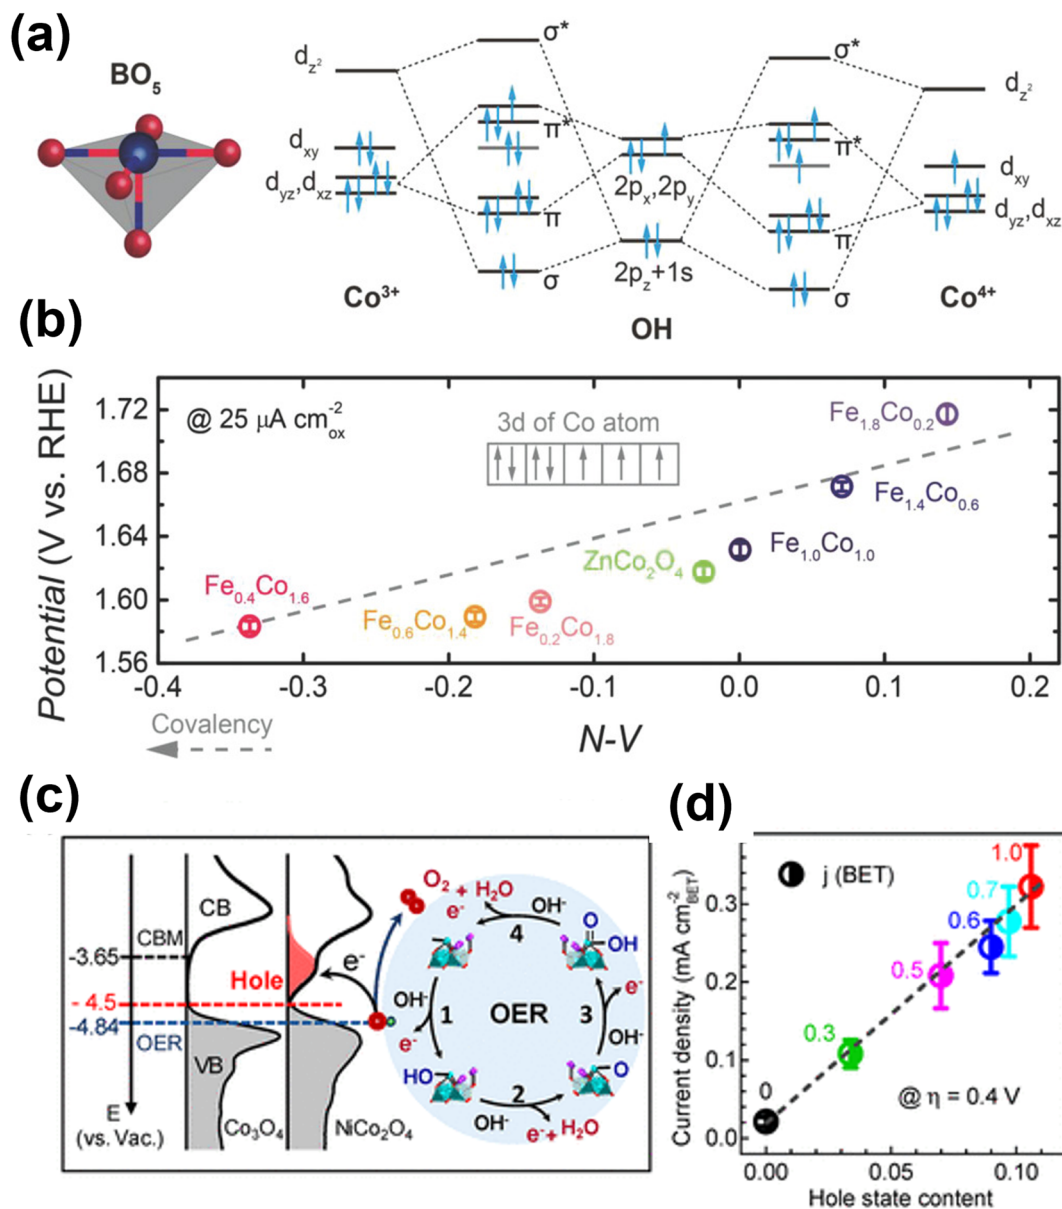 (a)
BO5
dz²
dxy
dyz,dxz
Co3+
σ*
π*
π
σ
2px,2py
2pz+1s
OH
σ*
π*
π
σ
dz²
dxy
dyz,dxz
Co4+
(b)
@ 25 μA cm-2ox
3d of Co atom
Fe1.8Co0.2
Fe1.4Co0.6
Fe1.0Co1.0
ZnCo2O4
Fe0.4Co1.6
Fe0.6Co1.4
Fe0.2Co1.8
Potential (V vs. RHE)
1.72
1.68
1.64
1.60
1.56
-0.4 -0.3 -0.2 -0.1 0.0 0.1 0.2
Covalency
N-V
(c)
CB
CBM
-3.65
Hole
- 4.5
-4.84
OER
VB
E
(vs. Vac.)
Co3O4
NiCo2O4
e-
O2 + H2O
e-
OH-
4
O
OH
OH-
1
e-
OER
3
e-
OH-
HO
2
OH-
e-+ H2O
O
(d)
j (BET)
1.0
0.7
0.6
0.5
0.3
0
@ η = 0.4 V
Current density (mA cm-2BET)
0.3
0.2
0.1
0.0
0.00 0.05 0.10
Hole state content